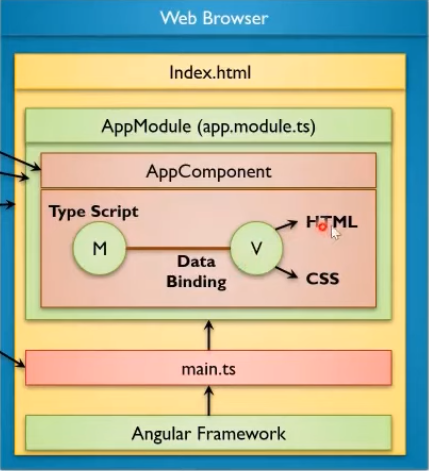 Web Browser
Index.html
AppModule (app.module.ts)
AppComponent
Type Script
M
V
HTML
Data
Binding
CSS
main.ts
Angular Framework